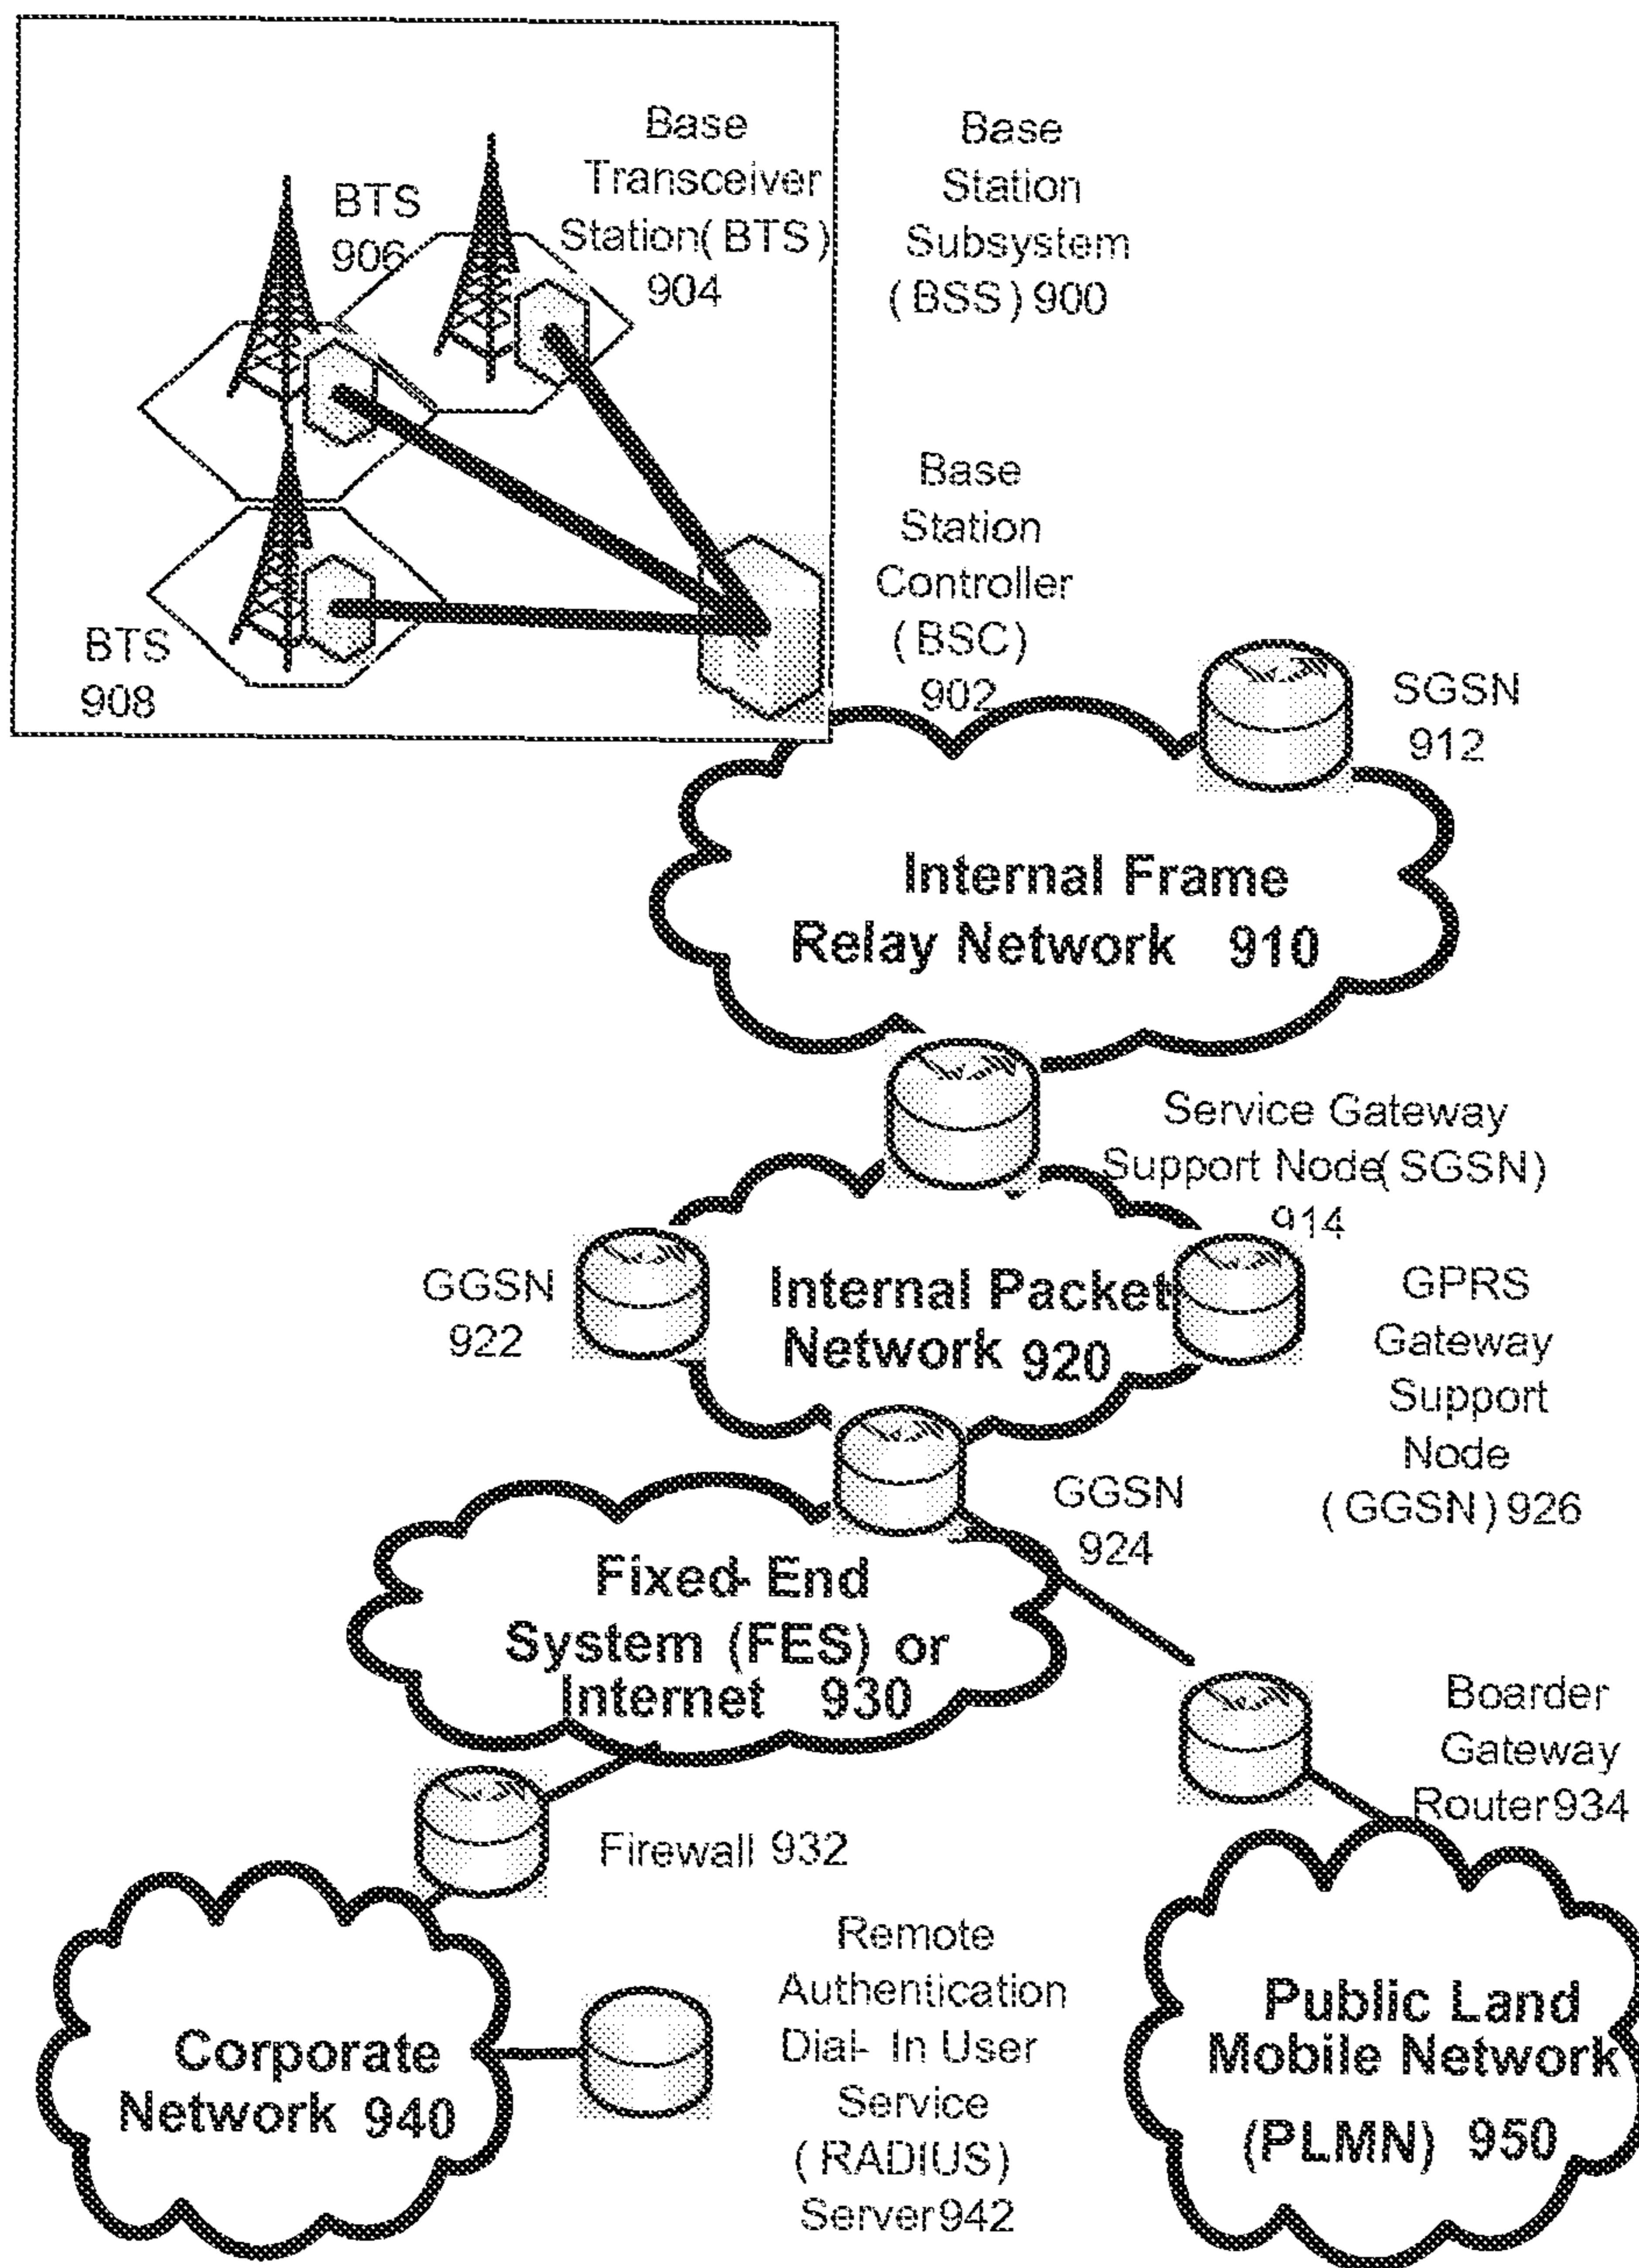 Base
Transceiver
Station( BTS)
904
BTS
906
BTS
908
Base
Station
Subsystem
( BSS) 900
Base
Station
Controller
( BSC)
902
SGSN
912
Internal Frame
Relay Network 910
Service Gateway
Support Node( SGSN)
914
GGSN
922
Internal Packet
Network 920
GPRS
Gateway
Support
Node
( GGSN) 926
GGSN
924
Fixed- End
System (FES) or
Internet 930
Boarder
Gateway
Router934
Firewall 932
Remote
Authentication
Dial- In User
Service
( RADIUS)
Server942
Corporate
Network 940
Public Land
Mobile Network
(PLMN) 950